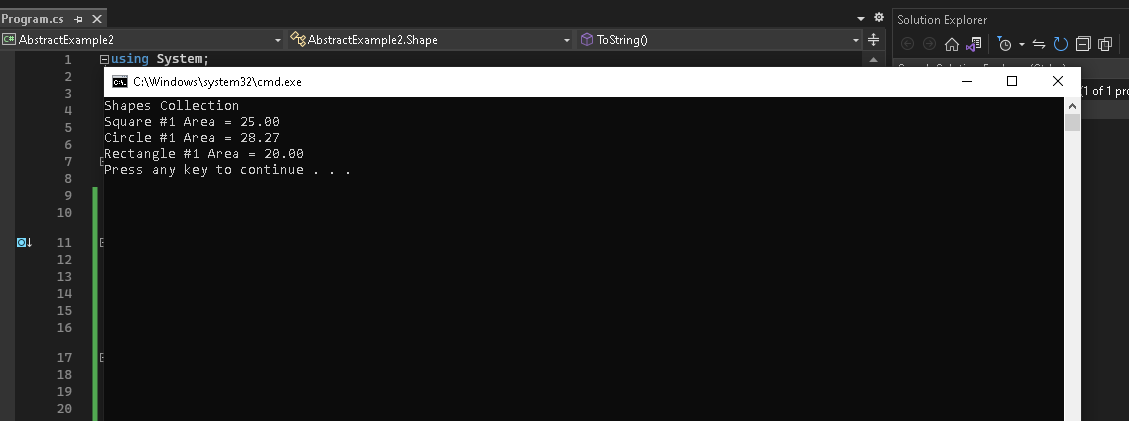 Program.cs
Solution Explorer
C# AbstractExample2 AbstractExample2.Shape ToString()
1 using System;
2
C:\Windows\system32\cmd.exe
3
(1 of 1 pro
Shapes Collection
4
Square #1 Area = 25.00
5
Circle #1 Area = 28.27
6
Rectangle #1 Area = 20.00
7
Press any key to continue . . .
8
9
10
11
12
13
14
15
16
17
18
19
20